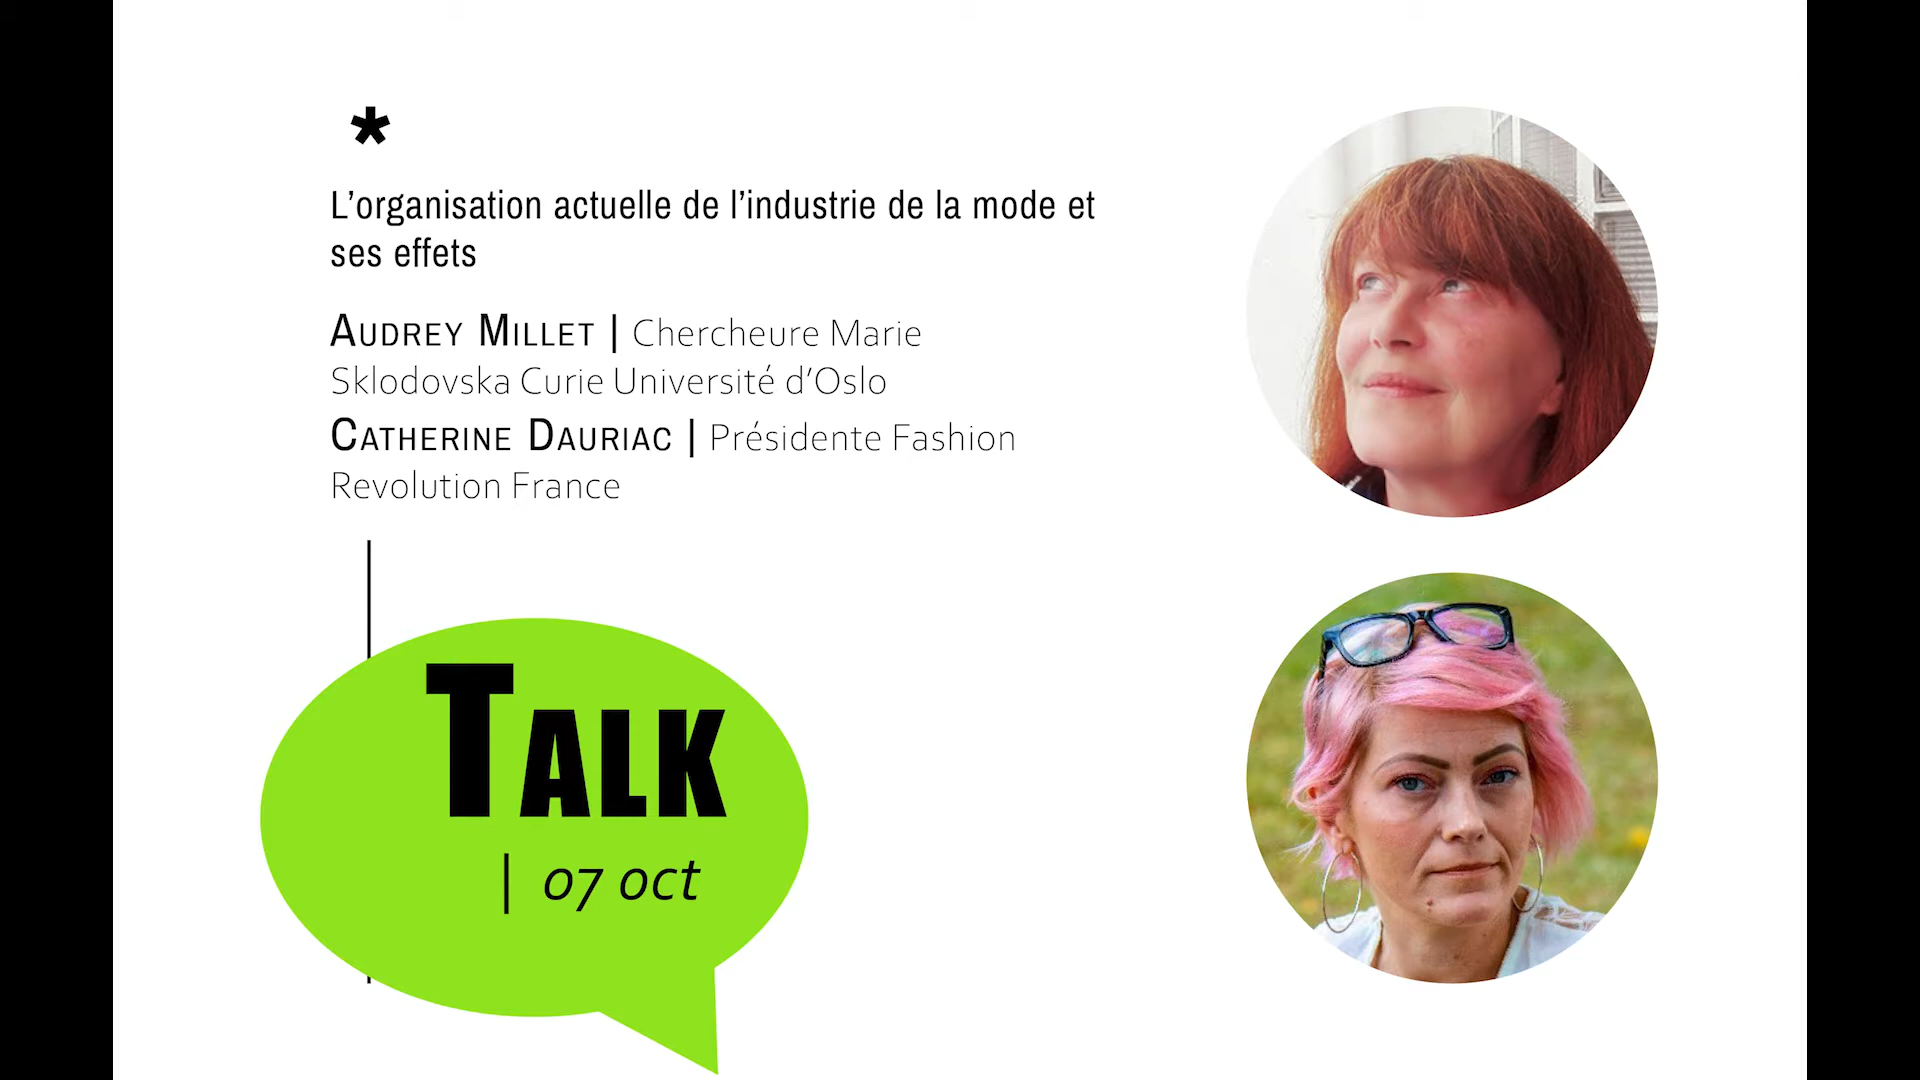 *
L’organisation actuelle de l’industrie de la mode et
ses effets
AUDREY MILLET | Chercheure Marie
Sklodovska Curie Université d’Oslo
CATHERINE DAURIAC | Présidente Fashion
Revolution France
TALK
| 07 oct